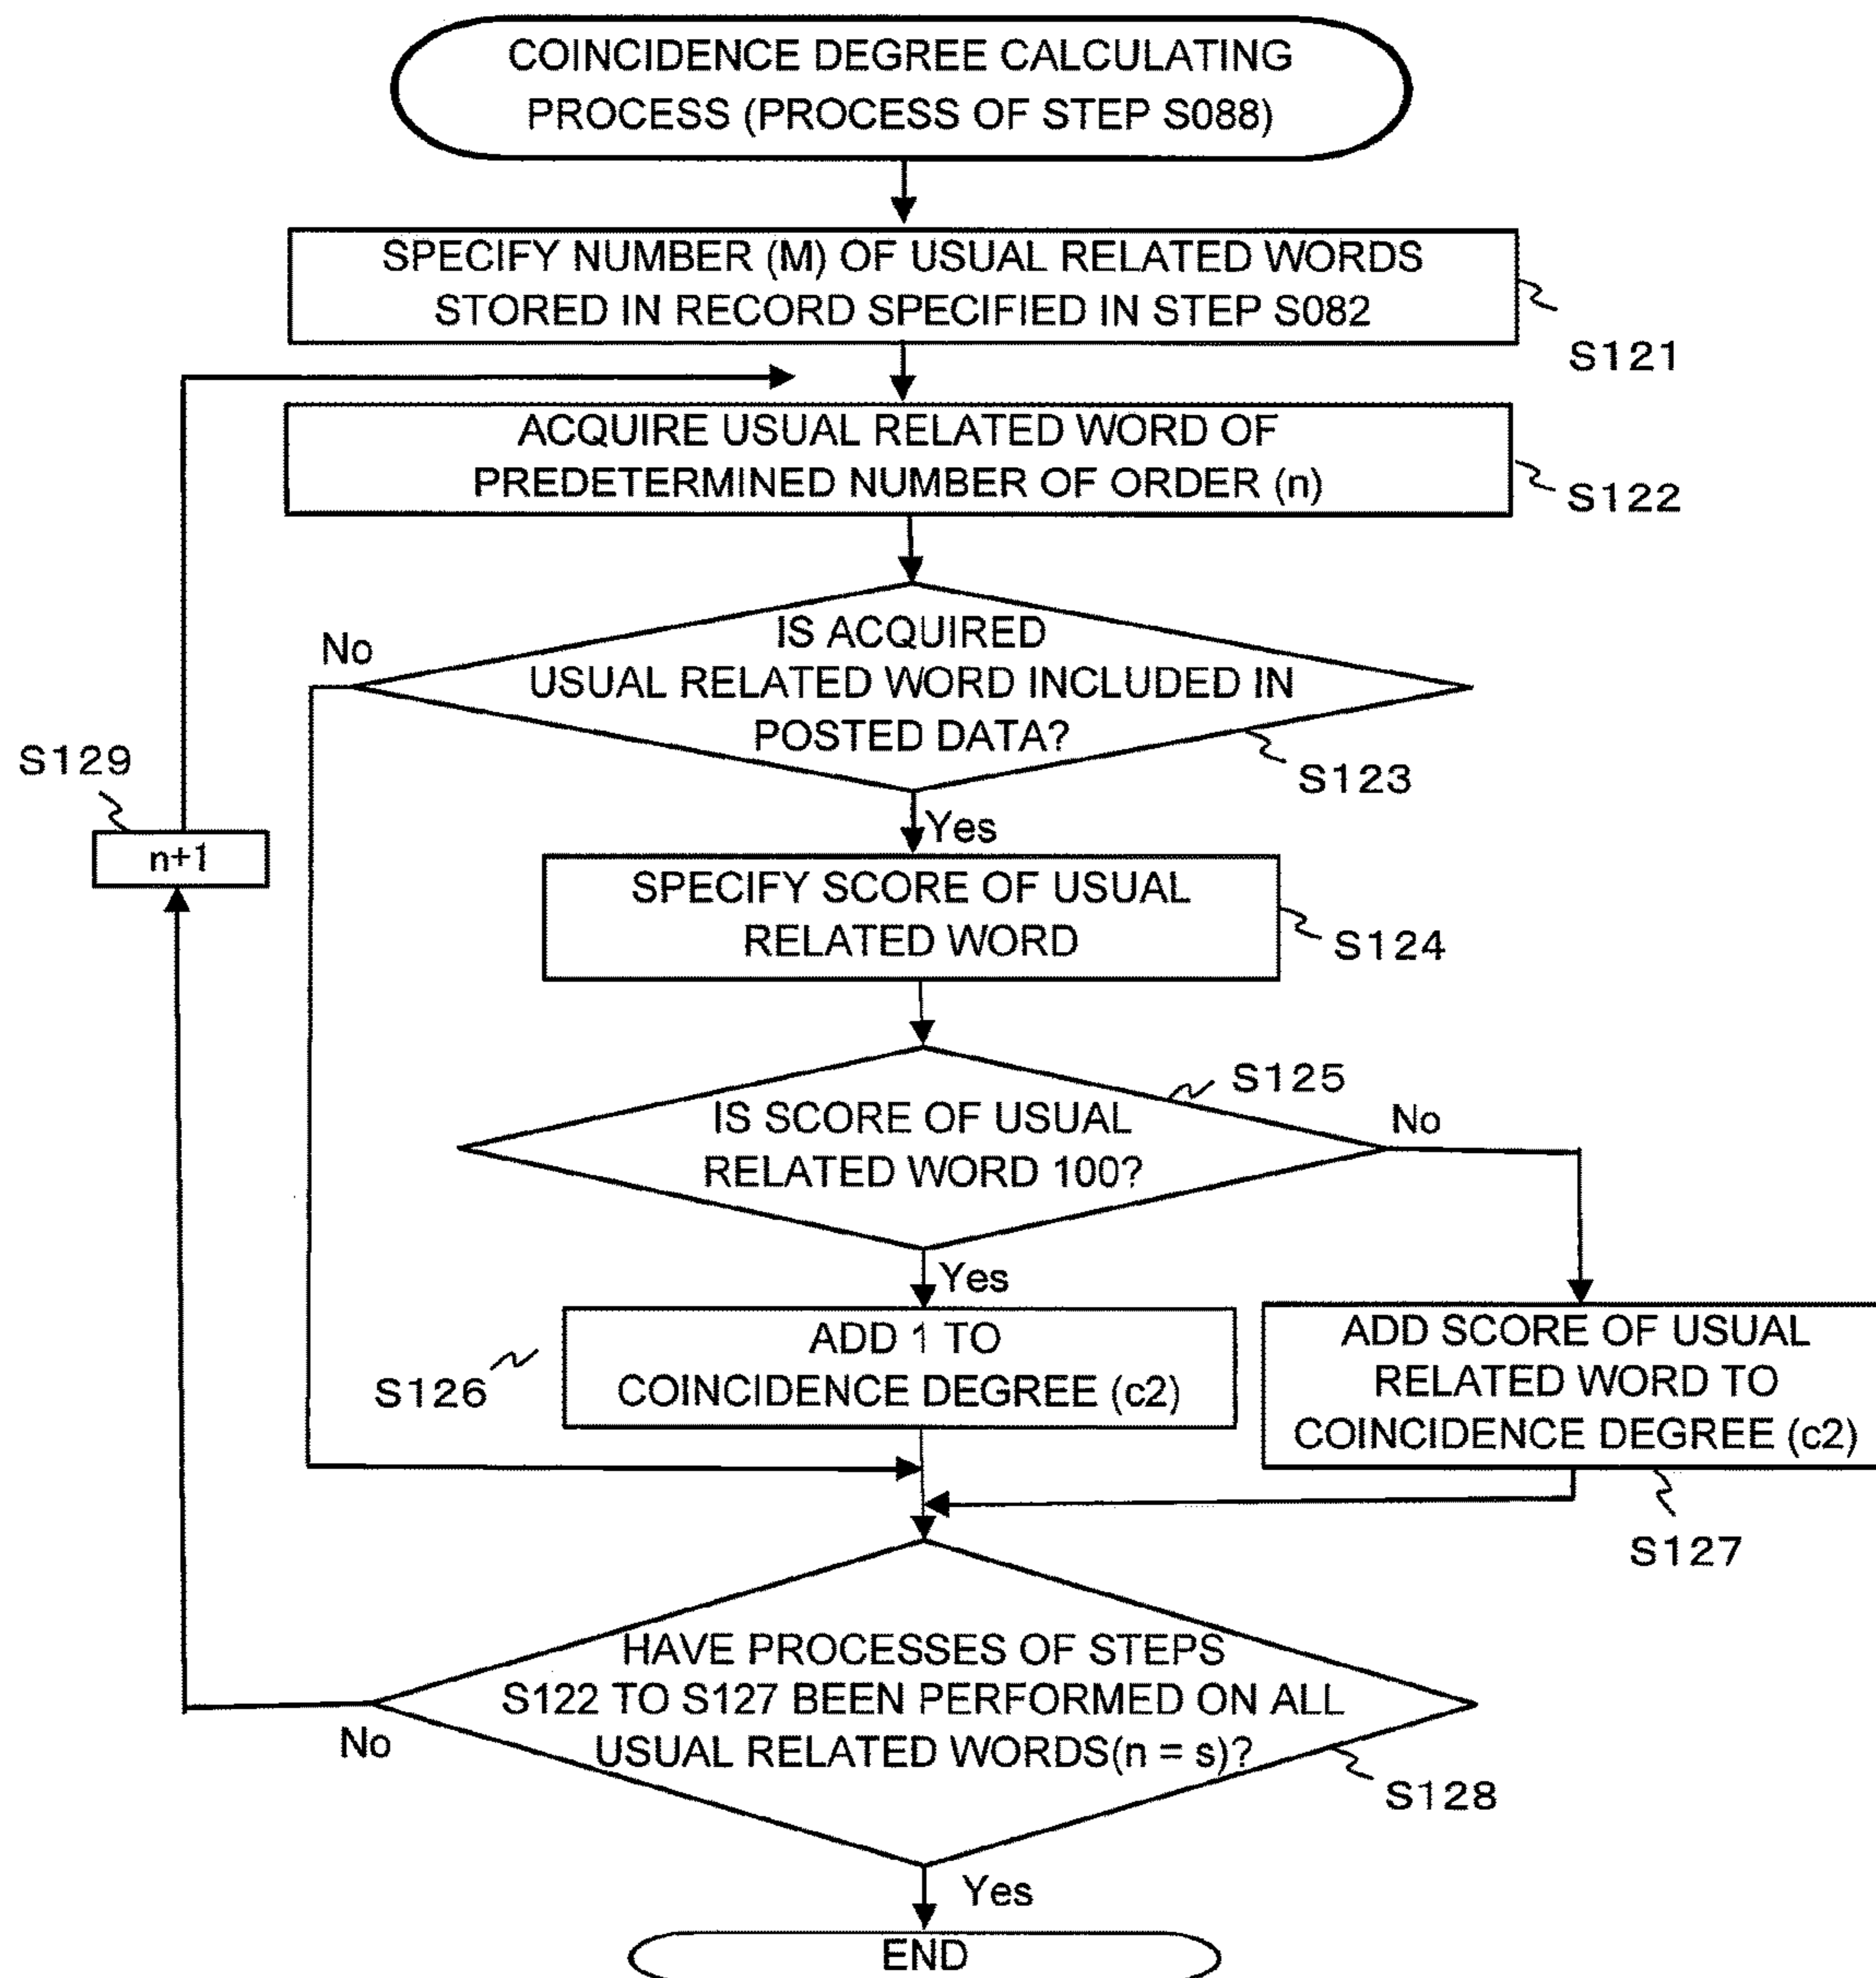 COINCIDENCE DEGREE CALCULATING
PROCESS (PROCESS OF STEP S088)
SPECIFY NUMBER (M) OF USUAL RELATED WORDS
STORED IN RECORD SPECIFIED IN STEP S082
S121
ACQUIRE USUAL RELATED WORD OF
PREDETERMINED NUMBER OF ORDER (n)
S122
IS ACQUIRED
USUAL RELATED WORD INCLUDED IN
POSTED DATA?
No
S123
S129
n+1
Yes
SPECIFY SCORE OF USUAL
RELATED WORD
S124
S125
IS SCORE OF USUAL
RELATED WORD 100?
No
Yes
ADD 1 TO
COINCIDENCE DEGREE (c2)
S126
ADD SCORE OF USUAL
RELATED WORD TO
COINCIDENCE DEGREE (c2)
S127
HAVE PROCESSES OF STEPS
S122 TO S127 BEEN PERFORMED ON ALL
USUAL RELATED WORDS(n = s)?
No
S128
Yes
END